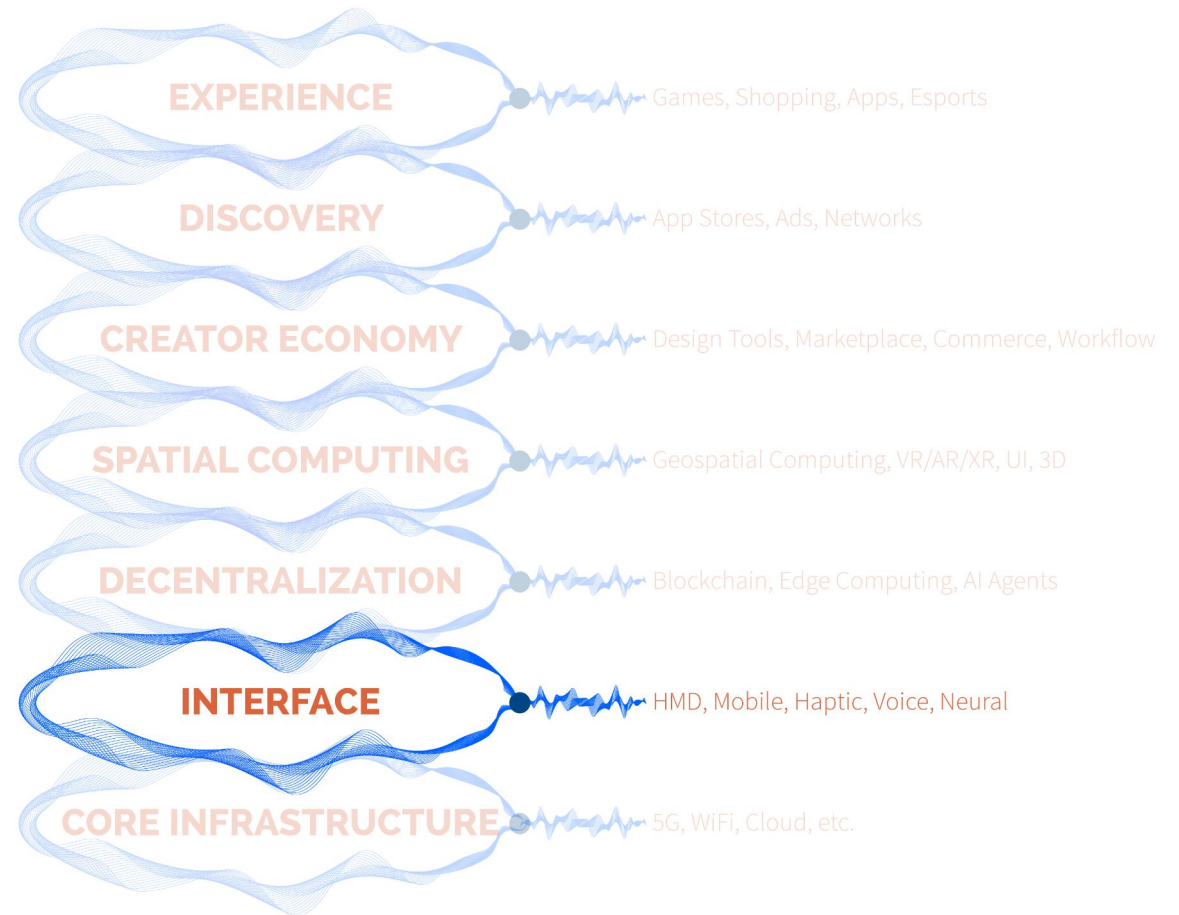 EXPERIENCE
Games, Shopping, Apps, Esports
DISCOVERY
App Stores, Ads, Networks
CREATOR ECONOMY
Design Tools, Marketplace, Commerce, Workflow
SPATIAL COMPUTING
Geospatial Computing, VR/AR/XR, UI, 3D
DECENTRALIZATION
Blockchain, Edge Computing, AI Agents
INTERFACE
HMD, Mobile, Haptic, Voice, Neural
CORE INFRASTRUCTURE
5G, WiFi, Cloud, etc.